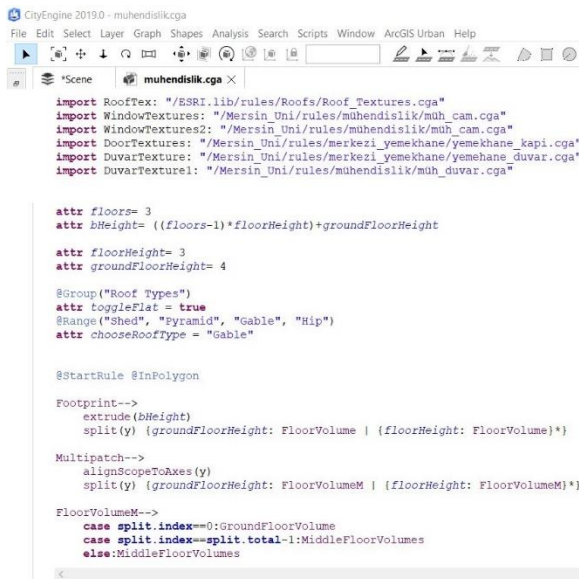 CityEngine 2019.0 - muhendislik.cga
File Edit Select Layer Graph Shapes Analysis Search Scripts Window ArcGIS Urban Help
*Scene muhendislik.cga
import RoofTex: "/ESRI.lib/rules/Roofs/Roof_Textures.cga"
import WindowTextures: "/Mersin_Uni/rules/mühendislik/müh_cam.cga"
import WindowTextures2: "/Mersin_Uni/rules/mühendislik/müh_cam.cga"
import DoorTextures: "/Mersin_Uni/rules/merkezi_yemekhane/yemekhane_kapi.cga"
import DuvarTexture: "/Mersin_Uni/rules/merkezi_yemekhane/yemehane_duvar.cga"
import DuvarTexture1: "/Mersin_Uni/rules/mühendislik/müh_duvar.cga"
attr floors= 3
attr bHeight= ((floors-1)*floorHeight)+groundFloorHeight
attr floorHeight= 3
attr groundFloorHeight= 4
@Group("Roof Types")
attr toggleFlat = true
@Range("Shed", "Pyramid", "Gable", "Hip")
attr chooseRoofType = "Gable"
@StartRule @InPolygon
Footprint-->
extrude(bHeight)
split(y) {groundFloorHeight: FloorVolume | {floorHeight: FloorVolume}*}
Multipatch-->
alignScopeToAxes(y)
split(y) {groundFloorHeight: FloorVolumeM | {floorHeight: FloorVolumeM}*}
FloorVolumeM-->
case split.index==0:GroundFloorVolume
case split.index==split.total-1:MiddleFloorVolumes
else:MiddleFloorVolumes